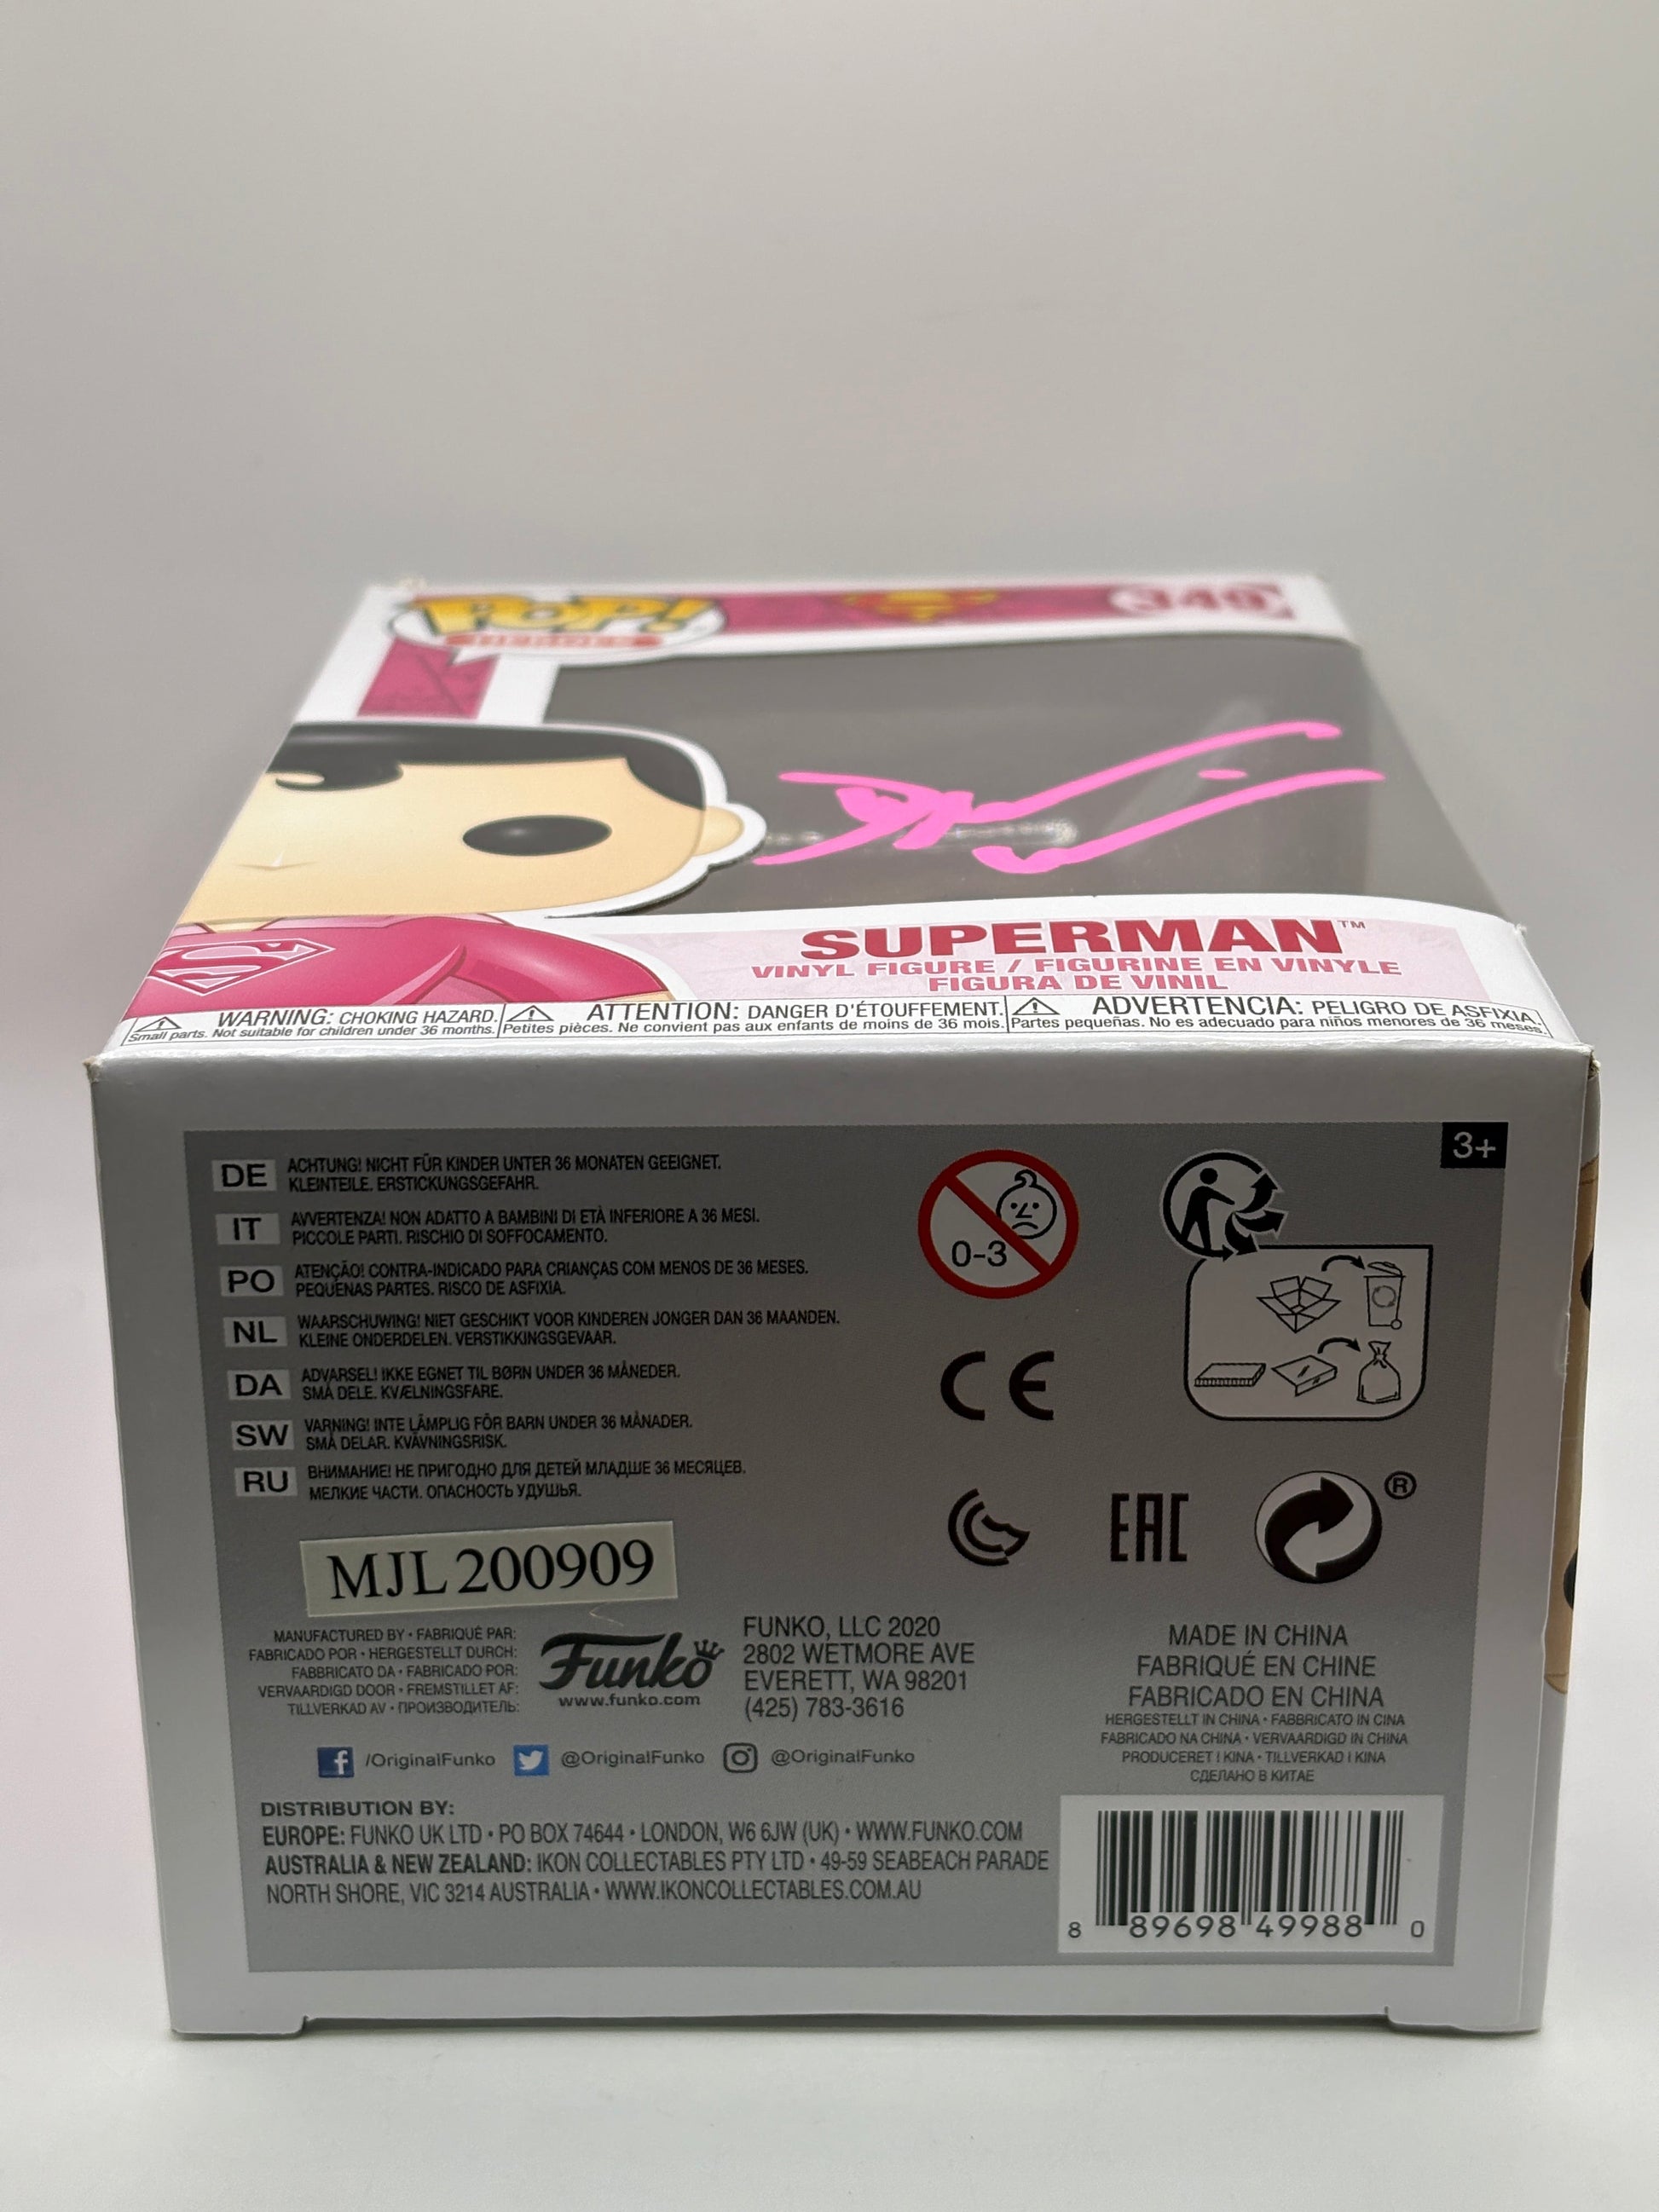 POP!
HEROES
349
SUPERMAN™
VINYL FIGURE / FIGURINE EN VINYLE
FIGURA DE VINIL
WARNING: CHOKING HAZARD.
Small parts. Not suitable for children under 36 months.
ATTENTION: DANGER D'ÉTOUFFEMENT.
Petites pièces. Ne convient pas aux enfants de moins de 36 mois.
ADVERTENCIA: PELIGRO DE ASFIXIA.
Partes pequeñas. No es adecuado para niños menores de 36 meses.
3+
DE ACHTUNG! NICHT FÜR KINDER UNTER 36 MONATEN GEEIGNET.
KLEINTEILE. ERSTICKUNGSGEFAHR.
IT AVVERTENZA! NON ADATTO A BAMBINI DI ETÀ INFERIORE A 36 MESI.
PICCOLE PARTI. RISCHIO DI SOFFOCAMENTO.
PO ATENÇÃO! CONTRA-INDICADO PARA CRIANÇAS COM MENOS DE 36 MESES.
PEQUENAS PARTES. RISCO DE ASFIXIA.
NL WAARSCHUWING! NIET GESCHIKT VOOR KINDEREN JONGER DAN 36 MAANDEN.
KLEINE ONDERDELEN. VERSTIKKINGSGEVAAR.
DA ADVARSEL! IKKE EGNET TIL BØRN UNDER 36 MÅNEDER.
SMÅ DELE. KVÆLNINGSFARE.
SW VARNING! INTE LÄMPLIG FÖR BARN UNDER 36 MÅNADER.
SMÅ DELAR. KVÄVNINGSRISK.
RU ВНИМАНИЕ! НЕ ПРИГОДНО ДЛЯ ДЕТЕЙ МЛАДШЕ 36 МЕСЯЦЕВ.
МЕЛКИЕ ЧАСТИ. ОПАСНОСТЬ УДУШЬЯ.
0-3
CE
EAC
®
MJL 200909
MANUFACTURED BY • FABRIQUÉ PAR:
FABRICADO POR • HERGESTELLT DURCH:
FABBRICATO DA • FABRICADO POR:
VERVAARDIGD DOOR • FREMSTILLET AF:
TILLVERKAD AV • ПРОИЗВОДИТЕЛЬ:
Funko
www.funko.com
FUNKO, LLC 2020
2802 WETMORE AVE
EVERETT, WA 98201
(425) 783-3616
MADE IN CHINA
FABRIQUÉ EN CHINE
FABRICADO EN CHINA
HERGESTELLT IN CHINA • FABBRICATO IN CINA
FABRICADO NA CHINA • VERVAARDIGD IN CHINA
PRODUCERET I KINA • TILLVERKAD I KINA
СДЕЛАНО В КИТАЕ
/OriginalFunko @OriginalFunko @OriginalFunko
DISTRIBUTION BY:
EUROPE: FUNKO UK LTD • PO BOX 74644 • LONDON, W6 6JW (UK) • WWW.FUNKO.COM
AUSTRALIA & NEW ZEALAND: IKON COLLECTABLES PTY LTD • 49-59 SEABEACH PARADE
NORTH SHORE, VIC 3214 AUSTRALIA • WWW.IKONCOLLECTABLES.COM.AU
8 89698 49988 0